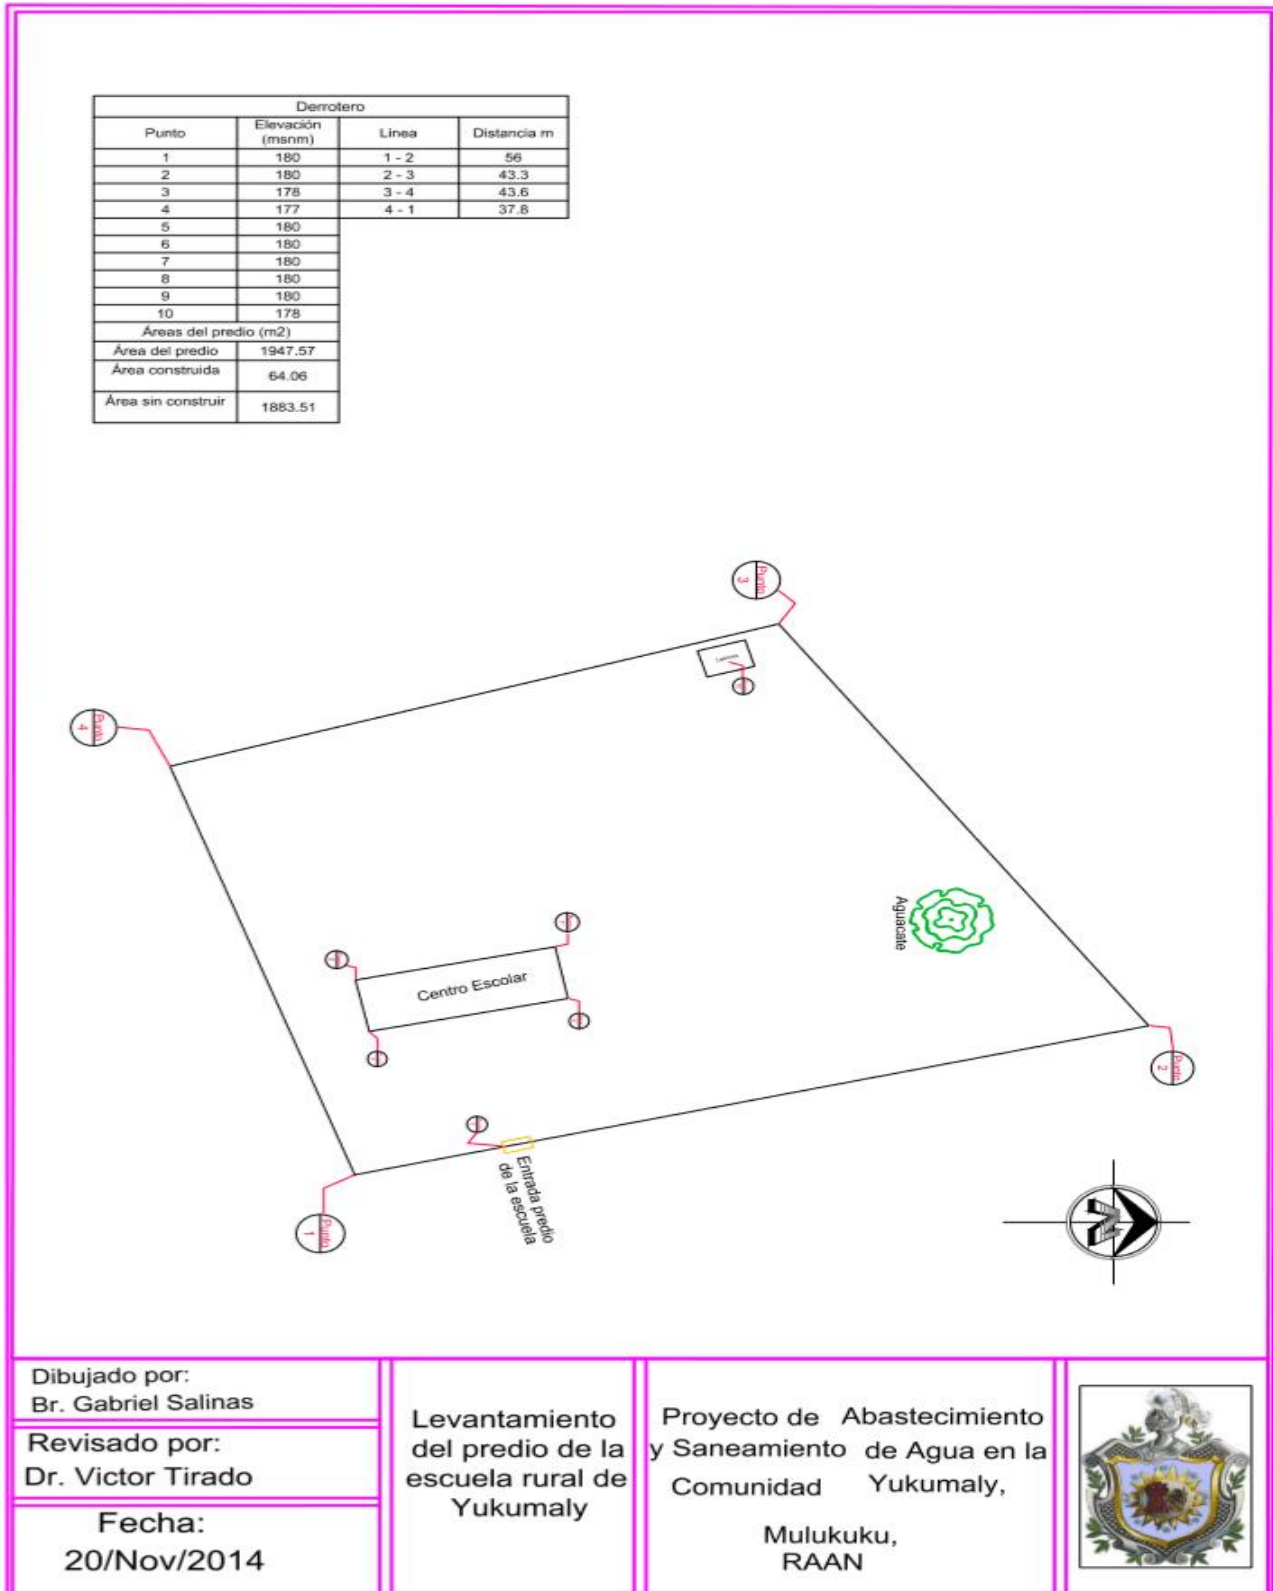 Derrotero
Punto Elevación (msnm) Linea Distancia m
1 180 1 - 2 56
2 180 2 - 3 43.3
3 178 3 - 4 43.6
4 177 4 - 1 37.8
5 180
6 180
7 180
8 180
9 180
10 178
Áreas del predio (m2)
Área del predio 1947.57
Área construida 64.06
Área sin construir 1883.51
Punto 3
Punto 4
Aguacate
Centro Escolar
Punto 2
Entrada predio
de la escuela
Punto 1
N
Dibujado por:
Br. Gabriel Salinas
Revisado por:
Dr. Victor Tirado
Fecha:
20/Nov/2014
Levantamiento
del predio de la
escuela rural de
Yukumaly
Proyecto de Abastecimiento
y Saneamiento de Agua en la
Comunidad Yukumaly,
Mulukuku,
RAAN